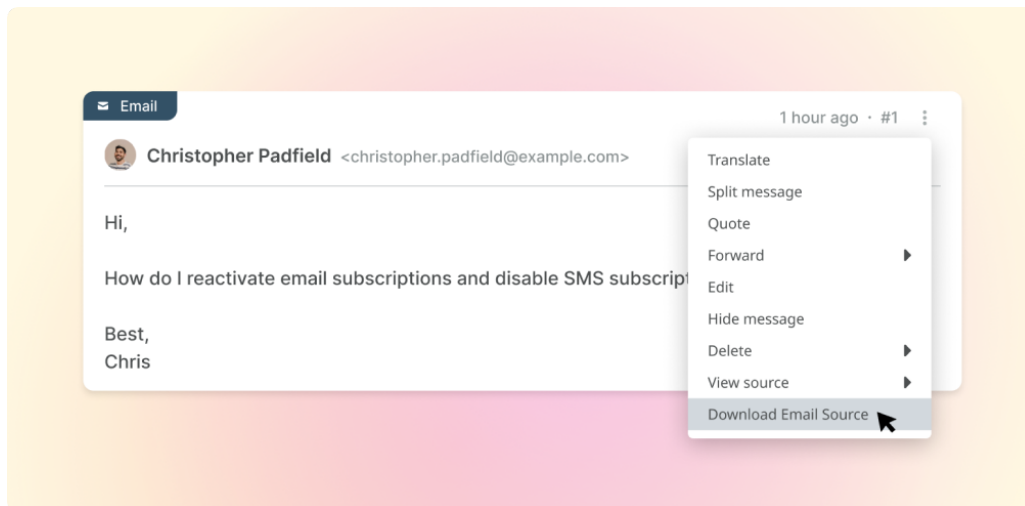 Email
1 hour ago · #1
Christopher Padfield <christopher.padfield@example.com>
Hi,
How do I reactivate email subscriptions and disable SMS
Best,
Chris
Translate
Split message
Quote
Forward
Edit
Hide message
Delete
View source
Download Email Source